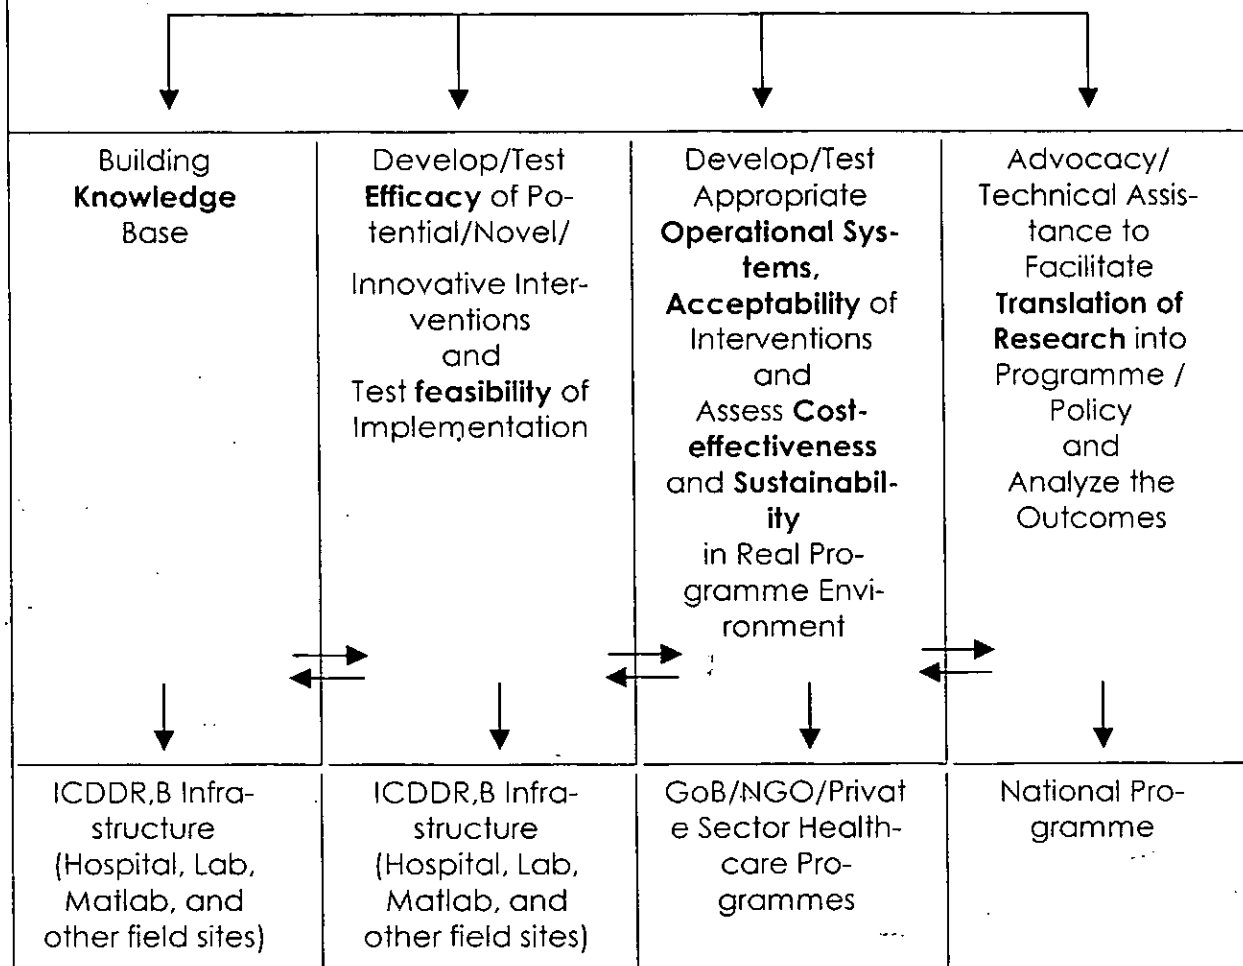 Building
Knowledge
Base
Develop/Test
Efficacy of Po-
tential/Novel/
Innovative Inter-
ventions
and
Test feasibility of
Implementation
Develop/Test
Appropriate
Operational Sys-
tems,
Acceptability of
Interventions
and
Assess Cost-
effectiveness
and Sustainabil-
ity
in Real Pro-
gramme Envi-
ronment
Advocacy/
Technical Assis-
tance to
Facilitate
Translation of
Research into
Programme /
Policy
and
Analyze the
Outcomes
ICDDR,B Infra-
structure
(Hospital, Lab,
Matlab, and
other field sites)
ICDDR,B Infra-
structure
(Hospital, Lab,
Matlab, and
other field sites)
GoB/NGO/Privat
e Sector Health-
care Pro-
grammes
National Pro-
gramme